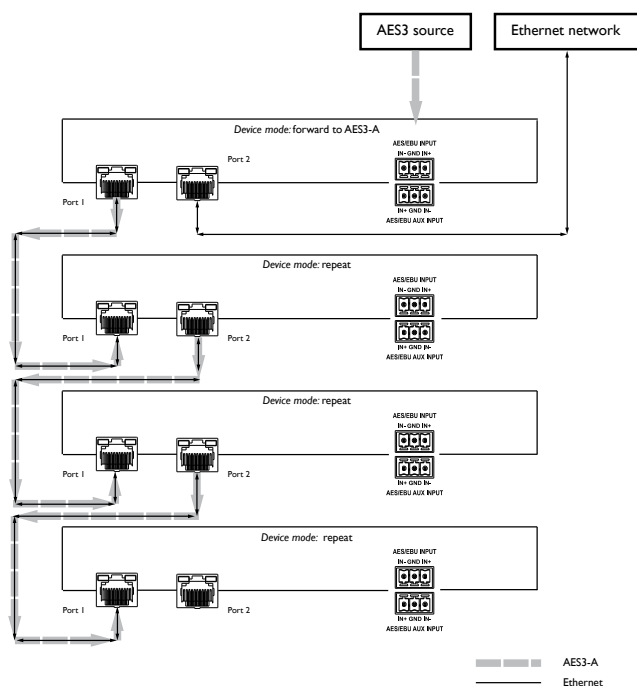 AES3 source
Ethernet network
Device mode: forward to AES3-A
AES/EBU INPUT
IN- GND IN+
Port 2
Port 1
IN+ GND IN-
AES/EBU AUX INPUT
Device mode: repeat
AES/EBU INPUT
IN- GND IN+
Port 1
Port 2
IN+ GND IN-
AES/EBU AUX INPUT
Device mode: repeat
AES/EBU INPUT
IN- GND IN+
Port 1
Port 2
IN+ GND IN-
AES/EBU AUX INPUT
Device mode: repeat
AES/EBU INPUT
IN- GND IN+
Port 1
Port 2
IN+ GND IN-
AES/EBU AUX INPUT
AES3-A
Ethernet